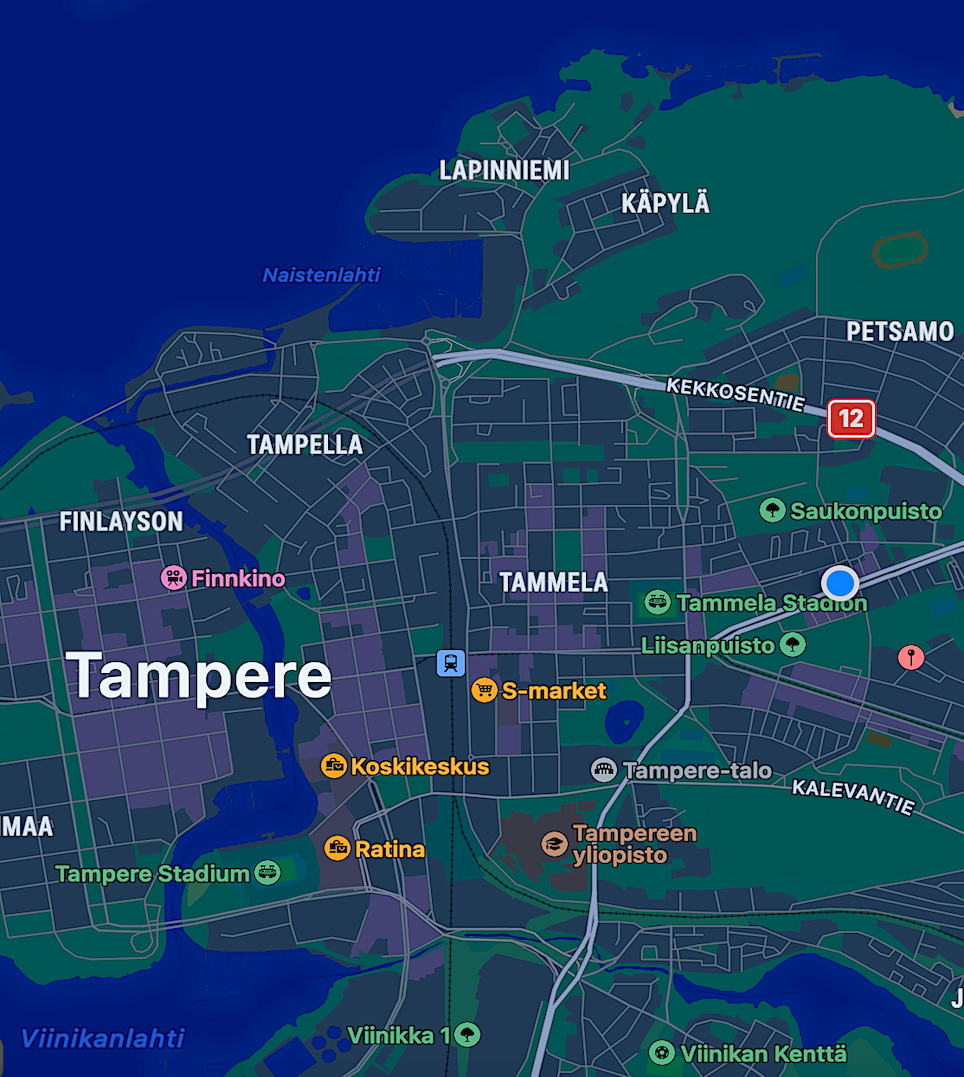 LAPINNIEMI
KÄPYLÄ
Naistenlahti
PETSAMO
KEKKOSENTIE
12
TAMPELLA
Saukonpuisto
FINLAYSON
Finnkino
TAMMELA
Tammela Stadion
Liisanpuisto
Tampere
S-market
Koskikeskus
Tampere-talo
KALEVANTIE
IMAA
Ratina
Tampereen
yliopisto
Tampere Stadium
J
Viinikanlahti
Viinikka 1
Viinikan Kenttä